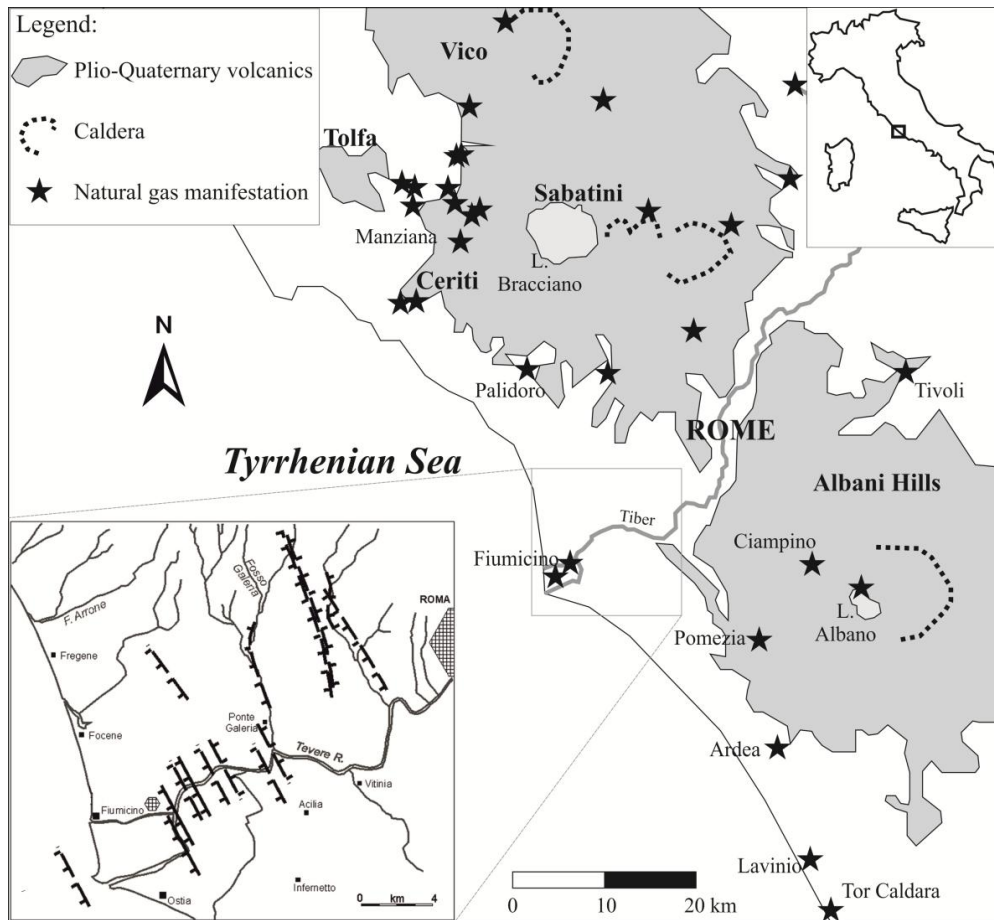 Legend:
Plio-Quaternary volcanics
Caldera
Natural gas manifestation
Vico
Tolfa
Sabatini
Manziana
L.
Bracciano
Ceriti
N
Palidoro
Tivoli
ROME
Tyrrhenian Sea
Albani Hills
Tiber
Ciampino
Fiumicino
L.
Albano
Pomezia
Ardea
Lavinio
Tor Caldara
0 10 20 km
Fosso
Galeria
ROMA
F. Arrone
Fregene
Ponte
Galeria
Focene
Tevere R.
Vitinia
Fiumicino
Acilia
Infernetto
Ostia
0 km 4